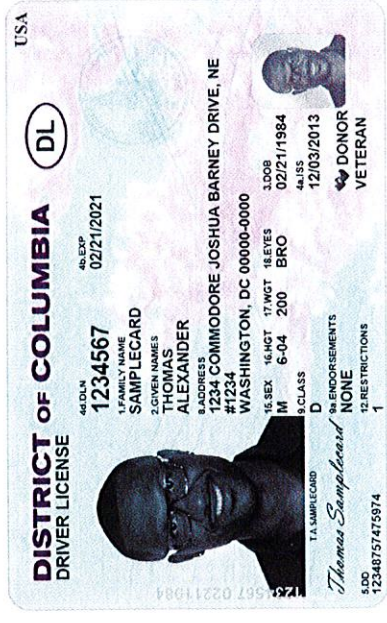 USA
DISTRICT OF COLUMBIA
DL
DRIVER LICENSE
4d.DLN
1234567
4b.EXP
02/21/2021
1.FAMILY NAME
SAMPLECARD
2.GIVEN NAMES
THOMAS
ALEXANDER
8.ADDRESS
1234 COMMODORE JOSHUA BARNEY DRIVE, NE
#1234
WASHINGTON, DC 00000-0000
15.SEX 16.HGT 17.WGT 18.EYES
M 6-04 200 BRO
3.DOB
02/21/1984
9.CLASS
D
4a.ISS
12/03/2013
9a.ENDORSEMENTS
NONE
DONOR
VETERAN
12.RESTRICTIONS
1
T.A.SAMPLECARD
Thomas Samplecard
5.DD
12348757475974
1234567 02211984